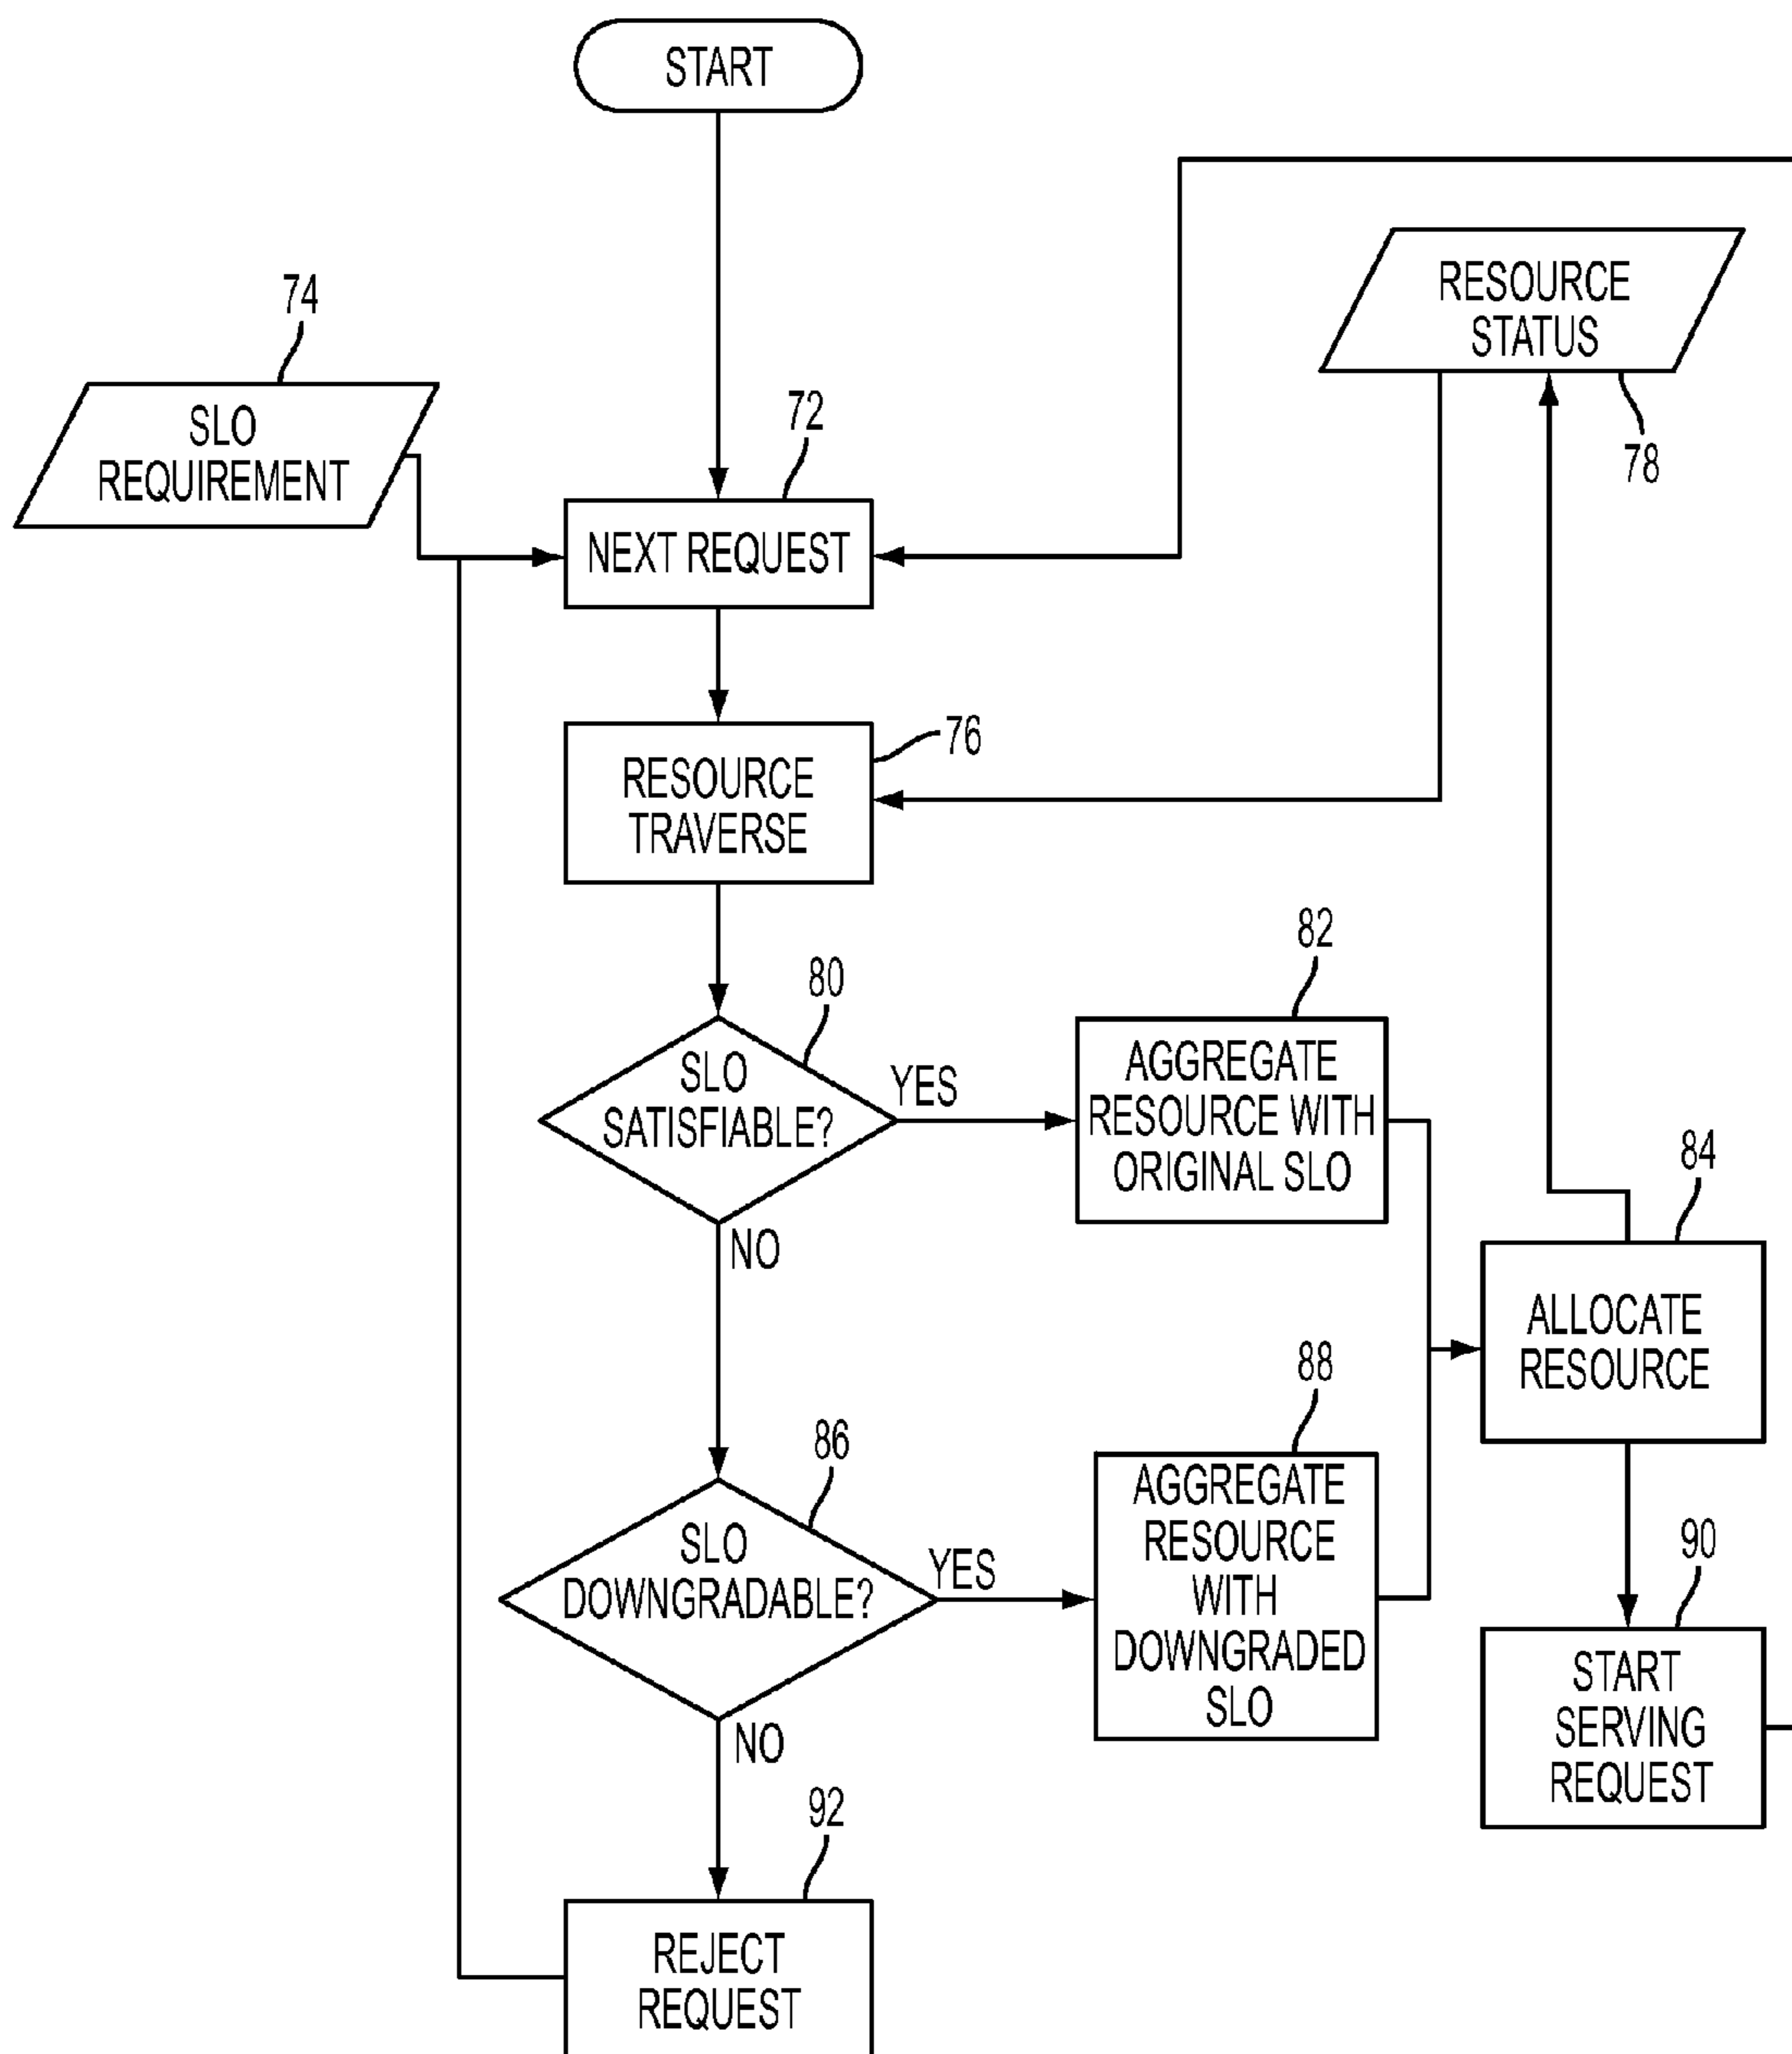 START
RESOURCE
STATUS
78
74
SLO
REQUIREMENT
72
NEXT REQUEST
76
RESOURCE
TRAVERSE
80
SLO
SATISFIABLE?
YES
NO
82
AGGREGATE
RESOURCE WITH
ORIGINAL SLO
84
ALLOCATE
RESOURCE
86
SLO
DOWNGRADABLE?
YES
NO
88
AGGREGATE
RESOURCE
WITH
DOWNGRADED
SLO
90
START
SERVING
REQUEST
92
REJECT
REQUEST